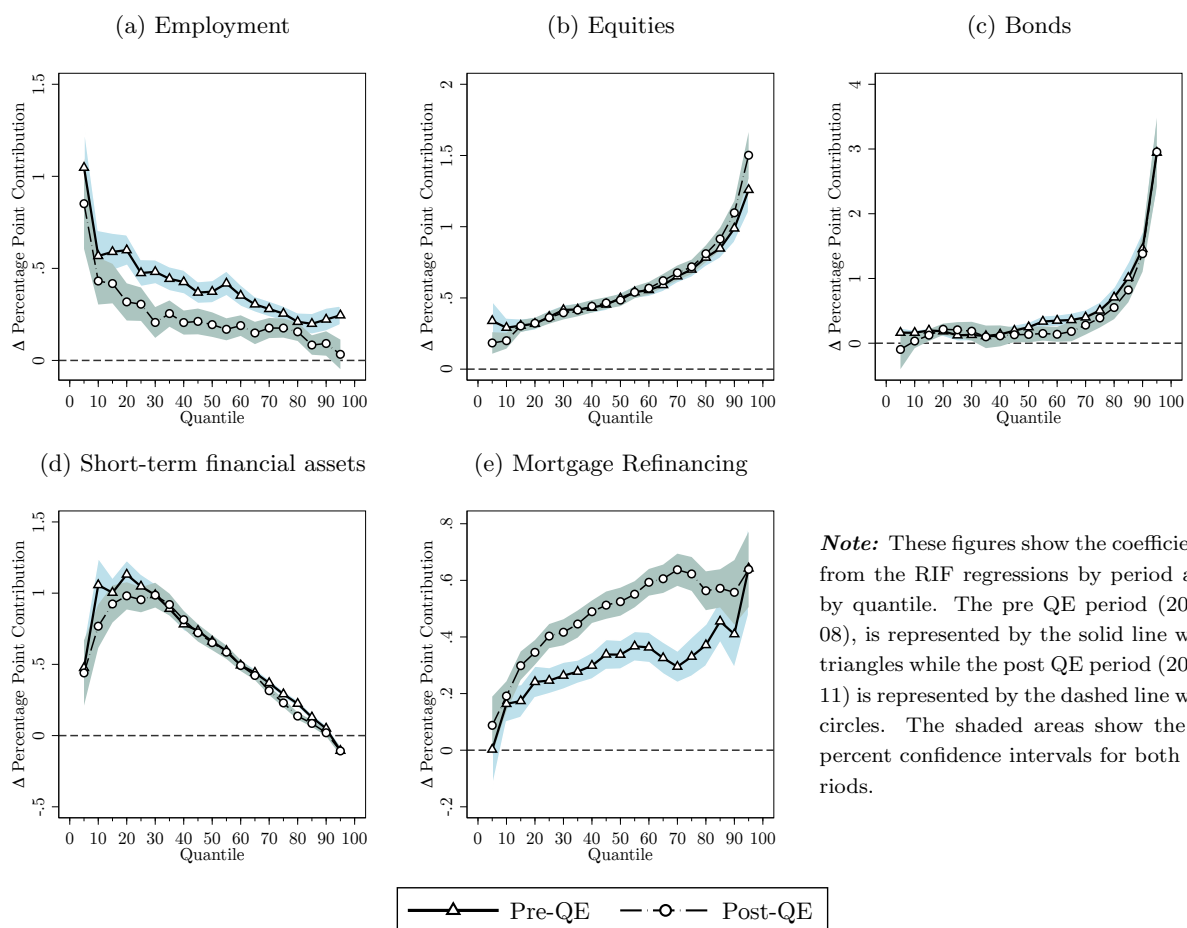 (a) Employment
(b) Equities
(c) Bonds
Δ Percentage Point Contribution
1.5
1
.5
0
0 10 20 30 40 50 60 70 80 90 100
Quantile
Δ Percentage Point Contribution
2
1.5
1
.5
0
0 10 20 30 40 50 60 70 80 90 100
Quantile
Δ Percentage Point Contribution
4
3
2
1
0
0 10 20 30 40 50 60 70 80 90 100
Quantile
(d) Short-term financial assets
(e) Mortgage Refinancing
Δ Percentage Point Contribution
1.5
1
.5
0
-.5
0 10 20 30 40 50 60 70 80 90 100
Quantile
Δ Percentage Point Contribution
.8
.6
.4
.2
0
-.2
0 10 20 30 40 50 60 70 80 90 100
Quantile
Note: These figures show the coefficie
from the RIF regressions by period a
by quantile. The pre QE period (20
08), is represented by the solid line w
triangles while the post QE period (20
11) is represented by the dashed line w
circles. The shaded areas show the
percent confidence intervals for both
riods.
Pre-QE
Post-QE